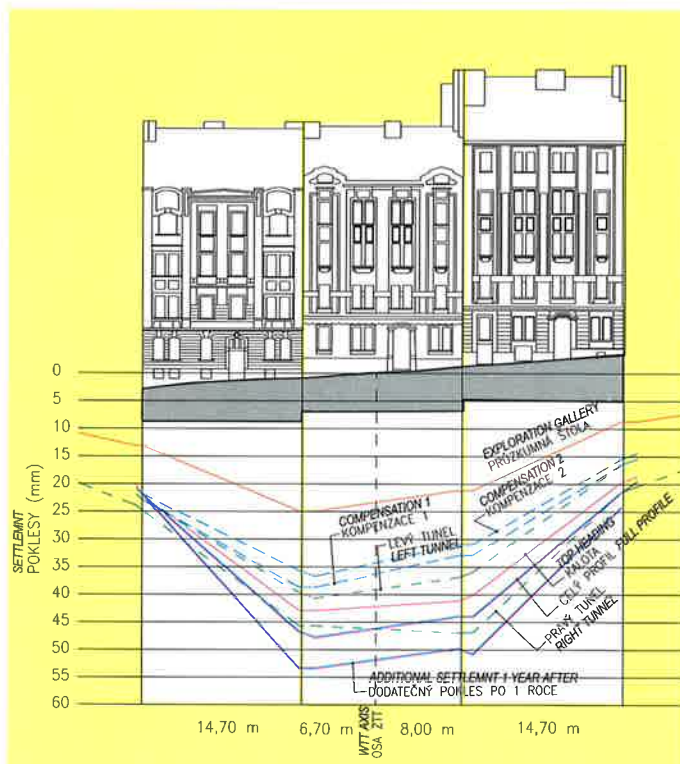 0
5
10
15
20
25
30
35
40
45
50
55
60
SETTLEMNT
POKLESY (mm)
EXPLORATION GALLERY
PRŮZKUMNÁ ŠTOLA
COMPENSATION 1
KOMPENZACE 1
COMPENSATION 2
KOMPENZACE 2
LEVÝ TUNEL
LEFT TUNNEL
TOP HEADING
KALOTA
CELÝ PROFIL FULL PROFILE
PRAVÝ TUNEL
RIGHT TUNNEL
ADDITIONAL SETTLEMNT 1 YEAR AFTER
DODATEČNÝ POKLES PO 1 ROCE
14,70 m
6,70 m
WTT AXIS
OSA ZTT
8,00 m
14,70 m